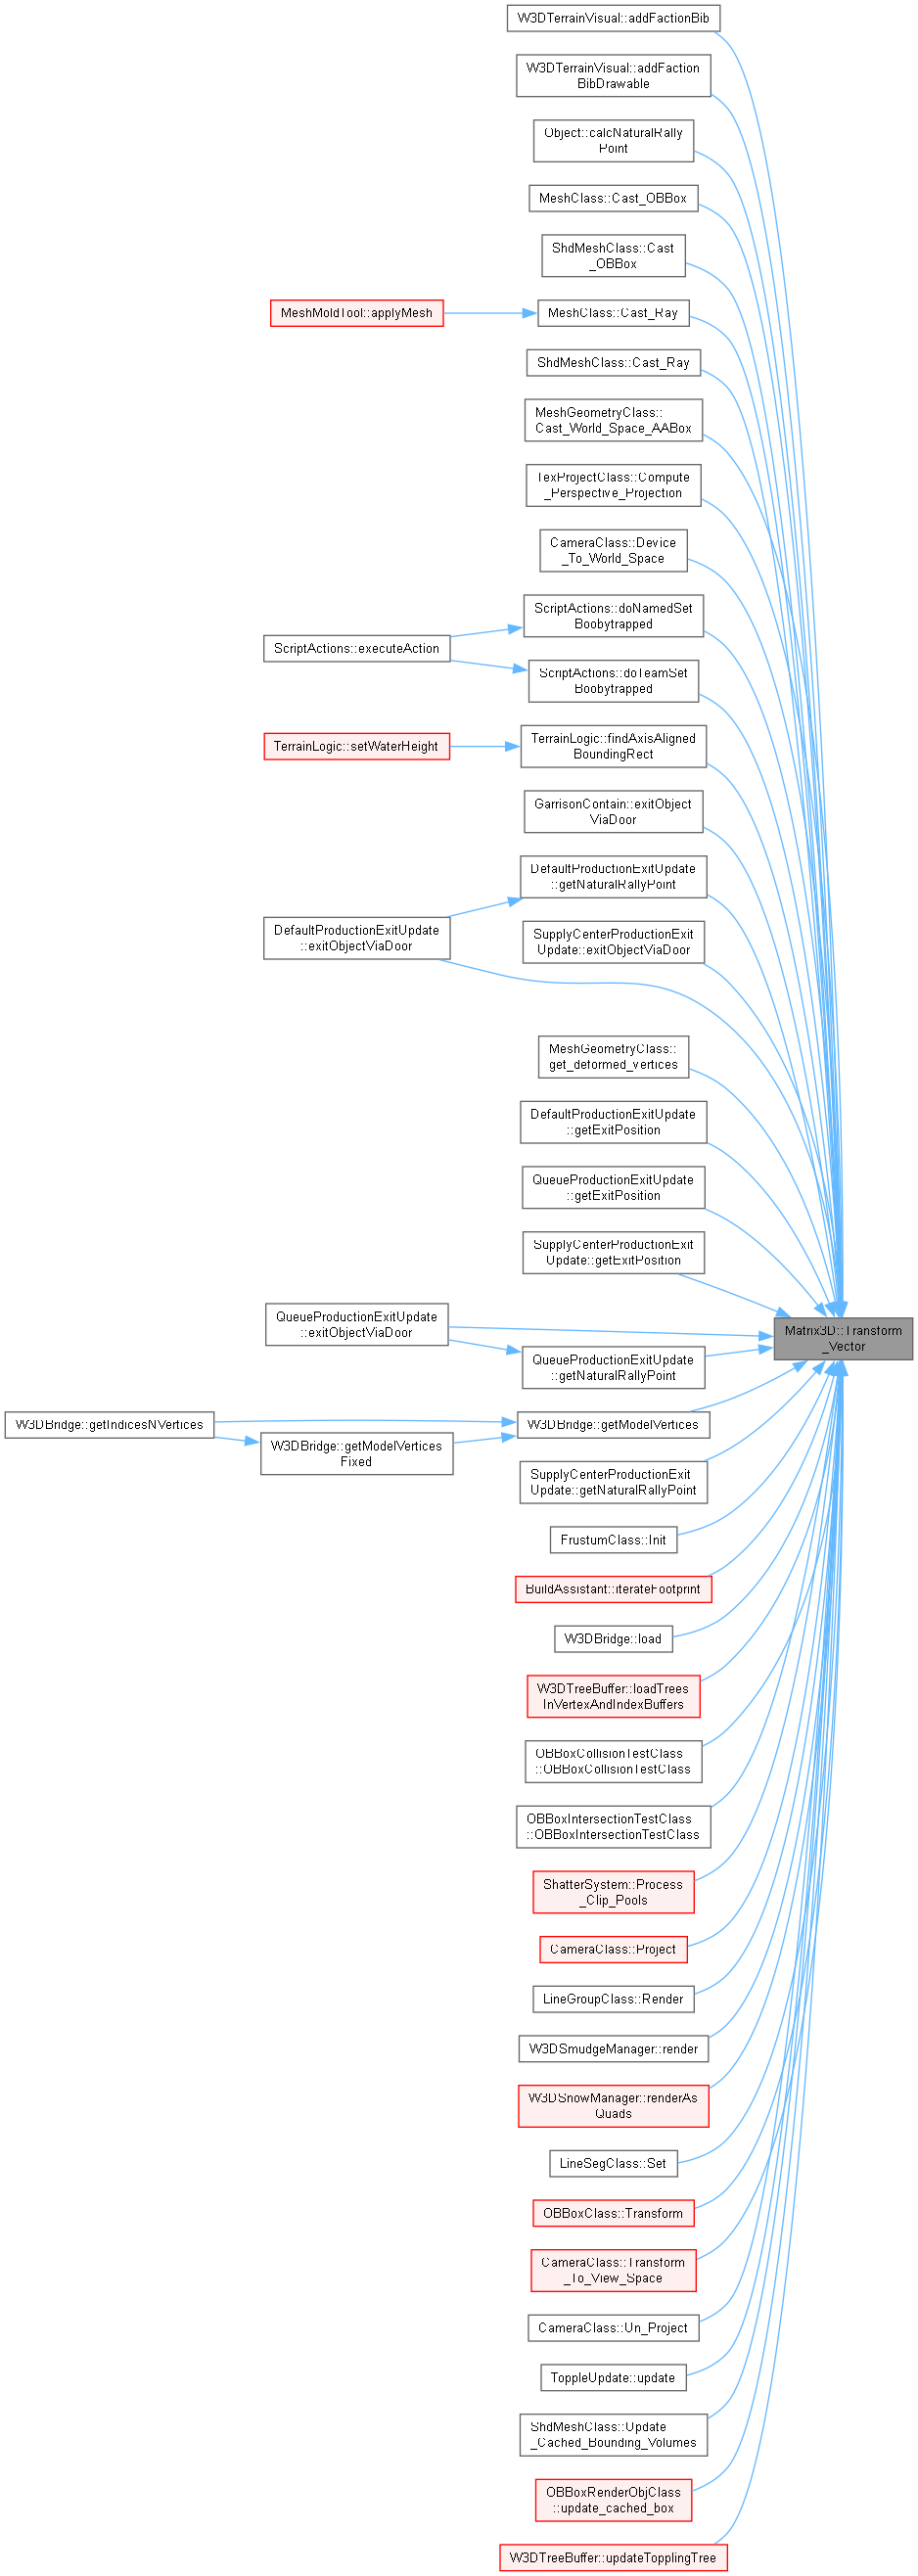 W3DTerrainVisual::addFactionBib
W3DTerrainVisual::addFaction
BibDrawable
Object::calcNaturalRally
Point
MeshClass::Cast_OBBox
ShdMeshClass::Cast
_OBBox
MeshMoldTool::applyMesh
MeshClass::Cast_Ray
ShdMeshClass::Cast_Ray
MeshGeometryClass::
Cast_World_Space_AABox
TexProjectClass::Compute
_Perspective_Projection
CameraClass::Device
_To_World_Space
ScriptActions::doNamedSet
Boobytrapped
ScriptActions::executeAction
ScriptActions::doTeamSet
Boobytrapped
TerrainLogic::setWaterHeight
TerrainLogic::findAxisAligned
BoundingRect
GarrisonContain::exitObject
ViaDoor
DefaultProductionExitUpdate
::getNaturalRallyPoint
DefaultProductionExitUpdate
::exitObjectViaDoor
SupplyCenterProductionExit
Update::exitObjectViaDoor
MeshGeometryClass::
get_deformed_vertices
DefaultProductionExitUpdate
::getExitPosition
QueueProductionExitUpdate
::getExitPosition
SupplyCenterProductionExit
Update::getExitPosition
QueueProductionExitUpdate
::exitObjectViaDoor
Matrix3D::Transform
_Vector
QueueProductionExitUpdate
::getNaturalRallyPoint
W3DBridge::getIndicesNVertices
W3DBridge::getModelVertices
W3DBridge::getModelVertices
Fixed
SupplyCenterProductionExit
Update::getNaturalRallyPoint
FrustumClass::Init
BuildAssistant::iterateFootprint
W3DBridge::load
W3DTreeBuffer::loadTrees
InVertexAndIndexBuffers
OBBoxCollisionTestClass
::OBBoxCollisionTestClass
OBBoxIntersectionTestClass
::OBBoxIntersectionTestClass
ShatterSystem::Process
_Clip_Pools
CameraClass::Project
LineGroupClass::Render
W3DSmudgeManager::render
W3DSnowManager::renderAs
Quads
LineSegClass::Set
OBBoxClass::Transform
CameraClass::Transform
_To_View_Space
CameraClass::Un_Project
ToppleUpdate::update
ShdMeshClass::Update
_Cached_Bounding_Volumes
OBBoxRenderObjClass
::update_cached_box
W3DTreeBuffer::updateTopplingTree